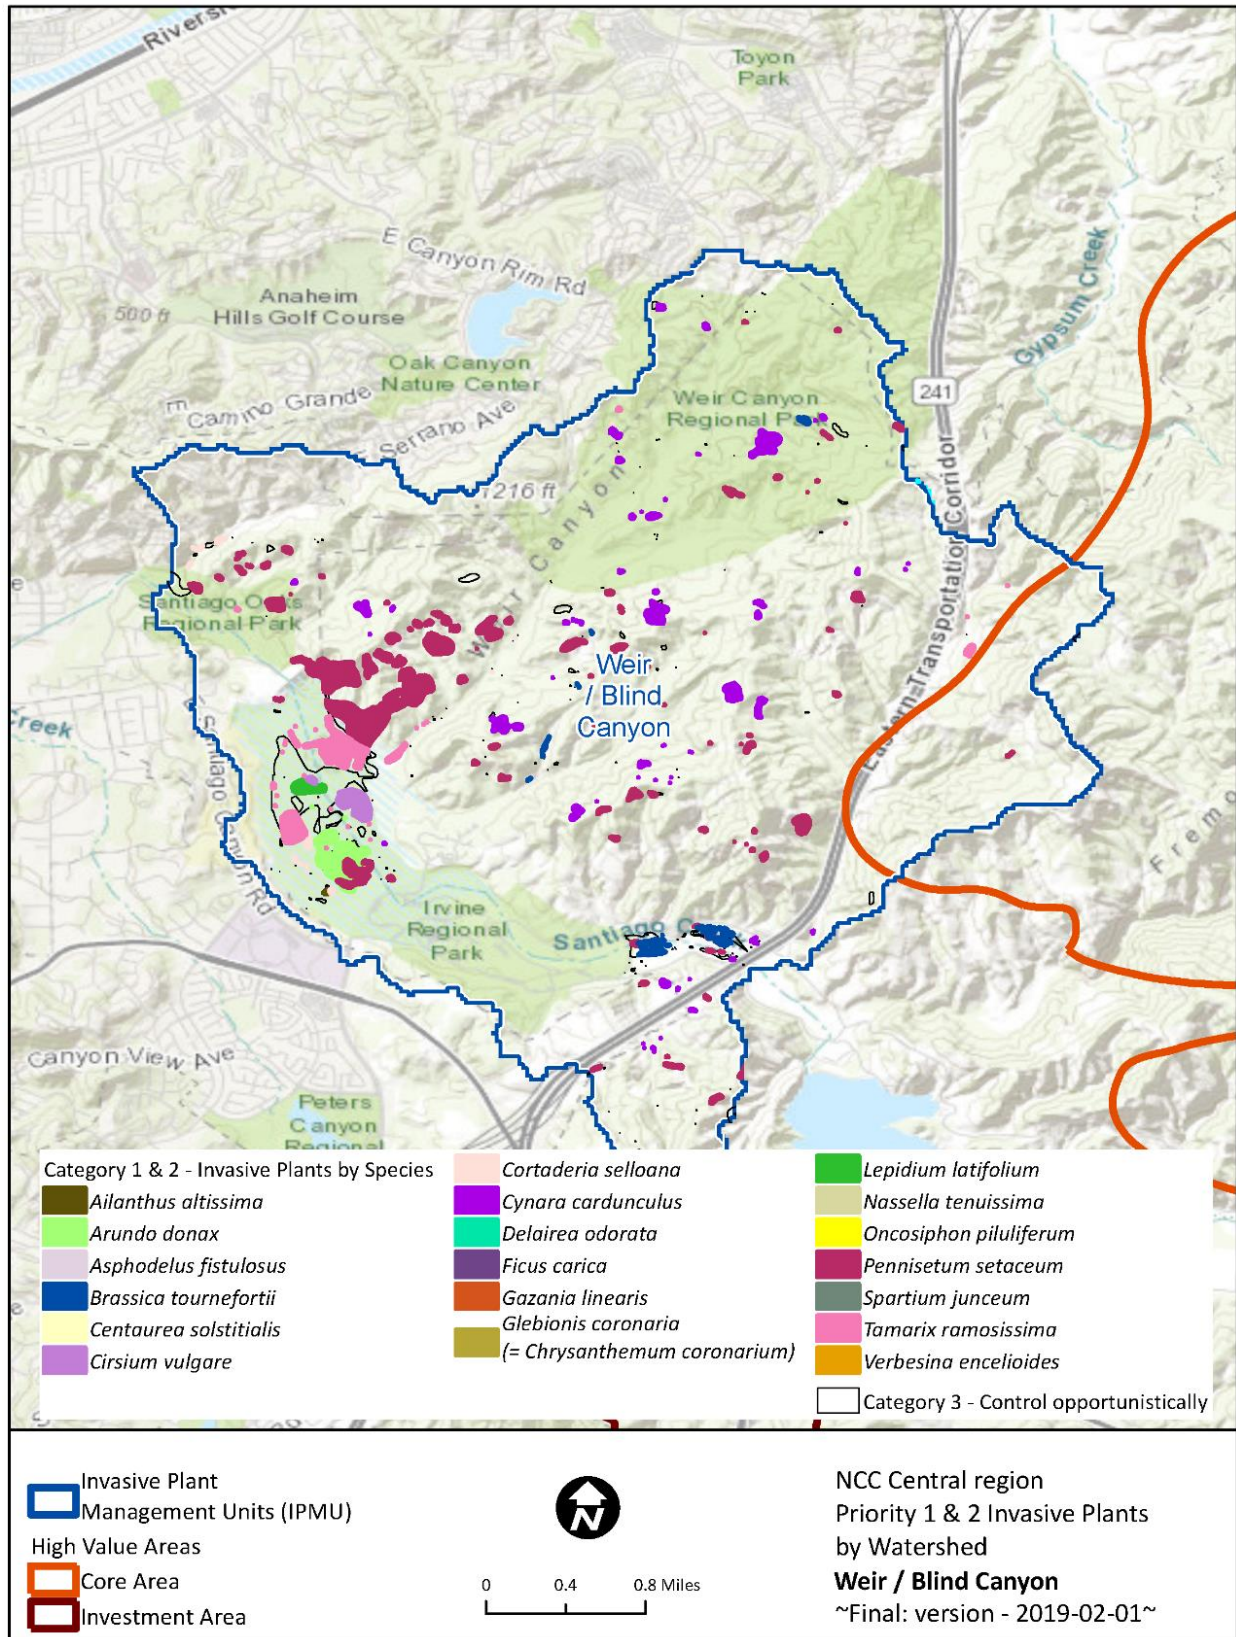 Riversi
Toyon
Park
E Canyon Rim Rd
Gypsum Creek
Anaheim
Hills Golf Course
500 ft
Oak Canyon
Nature Center
241
Weir Canyon
Regional Park
E Camino Grande
Serrano Ave
1216 ft
Weir Canyon
Eastern Transportation Corridor
Santiago Oaks
Regional Park
Weir
/ Blind
Canyon
Creek
Santiago Canyon Rd
Fremo
Irvine
Regional
Park
Santiago C
Canyon View Ave
Peters
Canyon
Regional
Category 1 & 2 - Invasive Plants by Species
Ailanthus altissima
Arundo donax
Asphodelus fistulosus
Brassica tournefortii
Centaurea solstitialis
Cirsium vulgare
Cortaderia selloana
Cynara cardunculus
Delairea odorata
Ficus carica
Gazania linearis
Glebionis coronaria
(= Chrysanthemum coronarium)
Lepidium latifolium
Nassella tenuissima
Oncosiphon piluliferum
Pennisetum setaceum
Spartium junceum
Tamarix ramosissima
Verbesina encelioides
Category 3 - Control opportunistically
Invasive Plant
Management Units (IPMU)
High Value Areas
Core Area
Investment Area
N
0 0.4 0.8 Miles
NCC Central region
Priority 1 & 2 Invasive Plants
by Watershed
Weir / Blind Canyon
~Final: version - 2019-02-01~